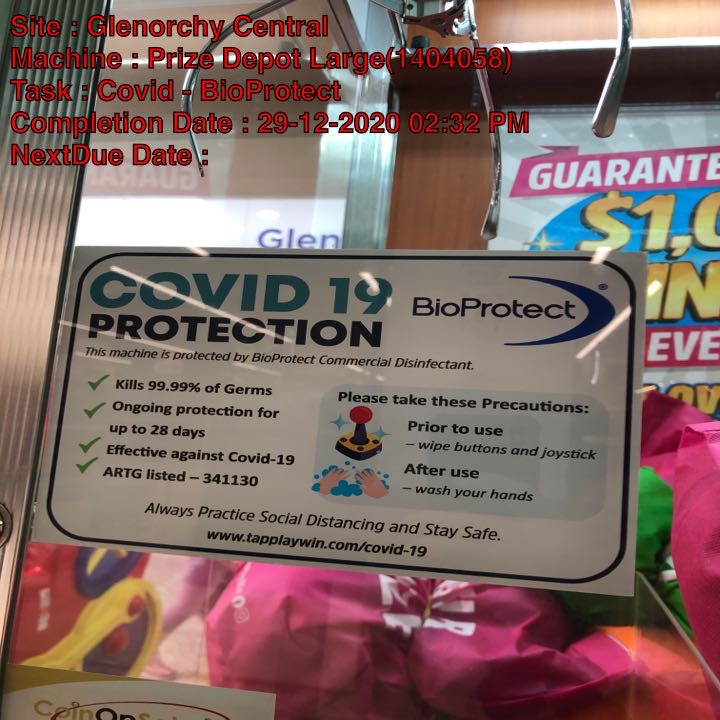 Site : Glenorchy Central
Machine : Prize Depot Large(1404058)
Task : Covid - BioProtect
Completion Date : 29-12-2020 02:32 PM
NextDue Date :
GUARANTE
$1,0
IN
EVE
Glen
COVID 19
PROTECTION
BioProtect®
This machine is protected by BioProtect Commercial Disinfectant.
Kills 99.99% of Germs
Ongoing protection for
up to 28 days
Effective against Covid-19
ARTG listed – 341130
Please take these Precautions:
Prior to use
– wipe buttons and joystick
After use
– wash your hands
Always Practice Social Distancing and Stay Safe.
www.tapplaywin.com/covid-19